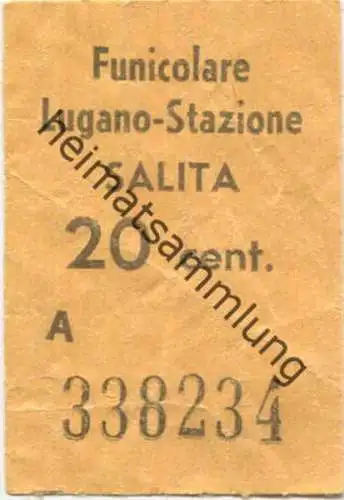 Funicolare
Lugano-Stazione
SALITA
20 cent.
A
338234
heimatsammlung